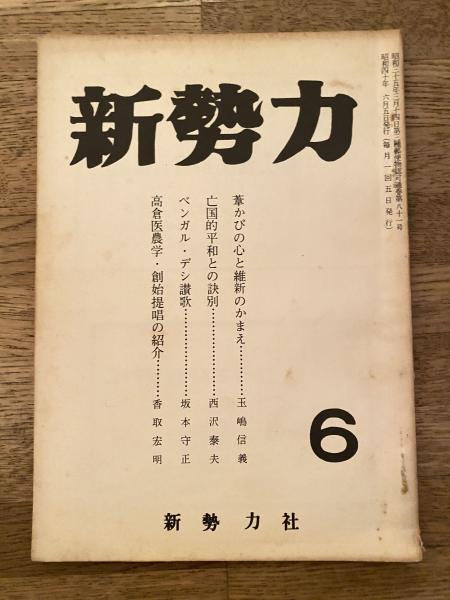 新勢力
昭和二十五年二月十四日第三種郵便物認可通巻第八十一号
昭和四十年 六月五日発行(毎月一回五日発行)
葦かびの心と維新のかまえ…………玉嶋信義
亡国的平和との訣別…………………西沢泰夫
ベンガル・デシ讃歌…………………坂本守正
高倉医農学・創始提唱の紹介………香取宏明
6
新勢力社